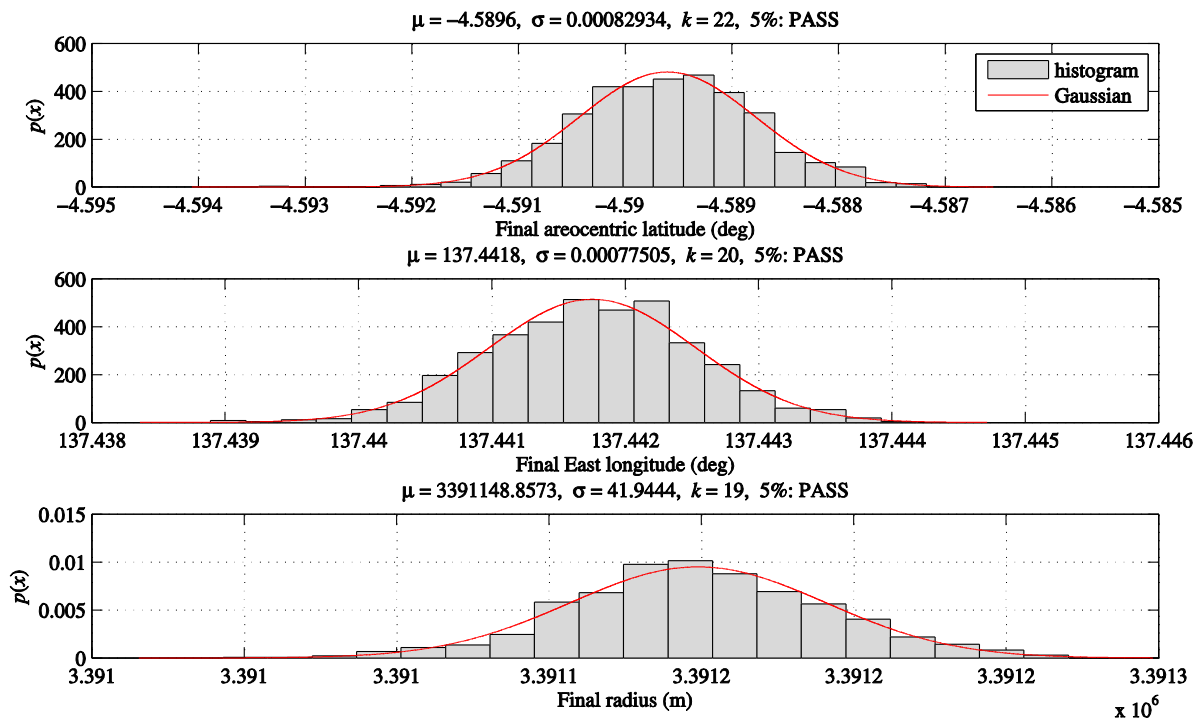 μ = −4.5896, σ = 0.00082934, k = 22, 5%: PASS
600
400
200
0
p(x)
histogram
Gaussian
−4.595 −4.594 −4.593 −4.592 −4.591 −4.59 −4.589 −4.588 −4.587 −4.586 −4.585
Final areocentric latitude (deg)
μ = 137.4418, σ = 0.00077505, k = 20, 5%: PASS
600
400
200
0
p(x)
137.438 137.439 137.44 137.441 137.442 137.443 137.444 137.445 137.446
Final East longitude (deg)
μ = 3391148.8573, σ = 41.9444, k = 19, 5%: PASS
0.015
0.01
0.005
0
p(x)
3.391 3.391 3.391 3.3911 3.3912 3.3912 3.3912 3.3913
Final radius (m)
x 10⁶